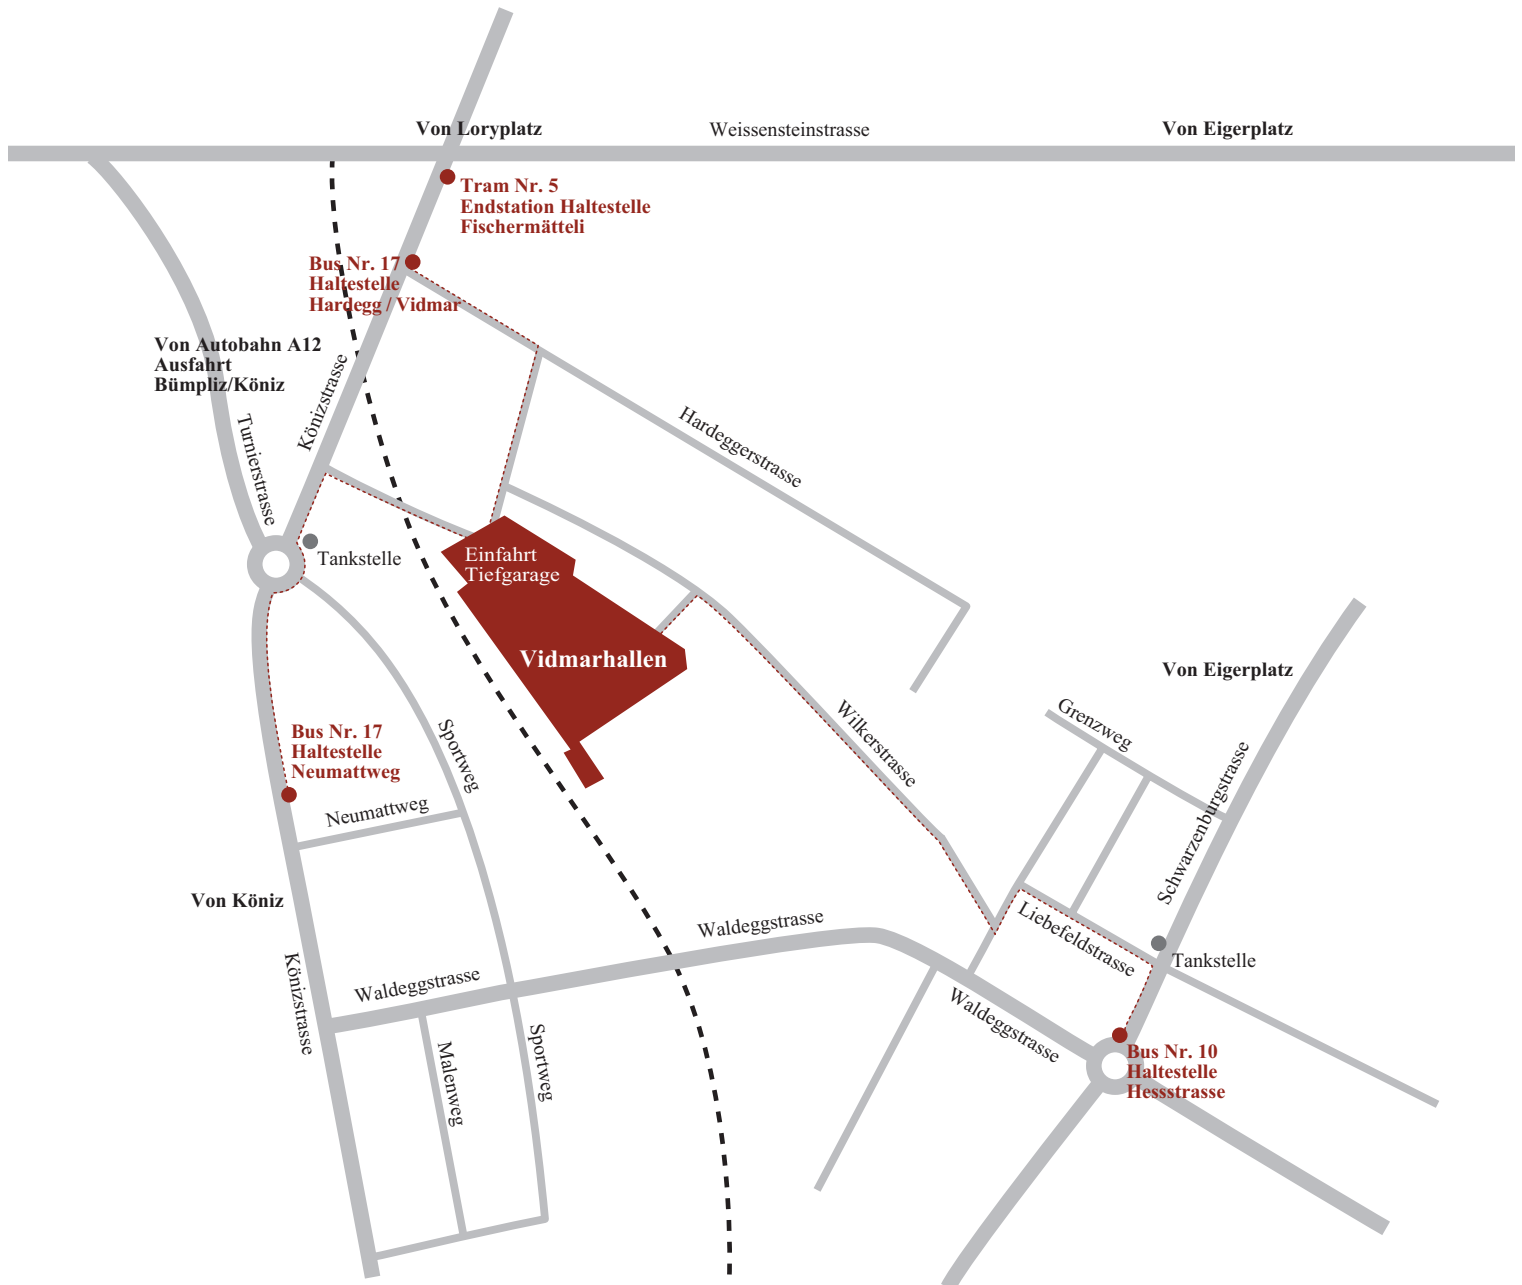 Von Loryplatz
Weissensteinstrasse
Von Eigerplatz
Tram Nr. 5
Endstation Haltestelle
Fischermätteli
Bus Nr. 17
Haltestelle
Hardegg / Vidmar
Von Autobahn A12
Ausfahrt
Bümpliz/Köniz
Könizstrasse
Turnierstrasse
Hardeggerstrasse
Tankstelle
Einfahrt
Tiefgarage
Vidmarhallen
Von Eigerplatz
Wilkerstrasse
Grenzweg
Schwarzenburgstrasse
Sportweg
Bus Nr. 17
Haltestelle
Neumattweg
Neumattweg
Von Köniz
Waldeggstrasse
Liebefeldstrasse
Tankstelle
Könizstrasse
Waldeggstrasse
Waldeggstrasse
Malenweg
Sportweg
Bus Nr. 10
Haltestelle
Hessstrasse